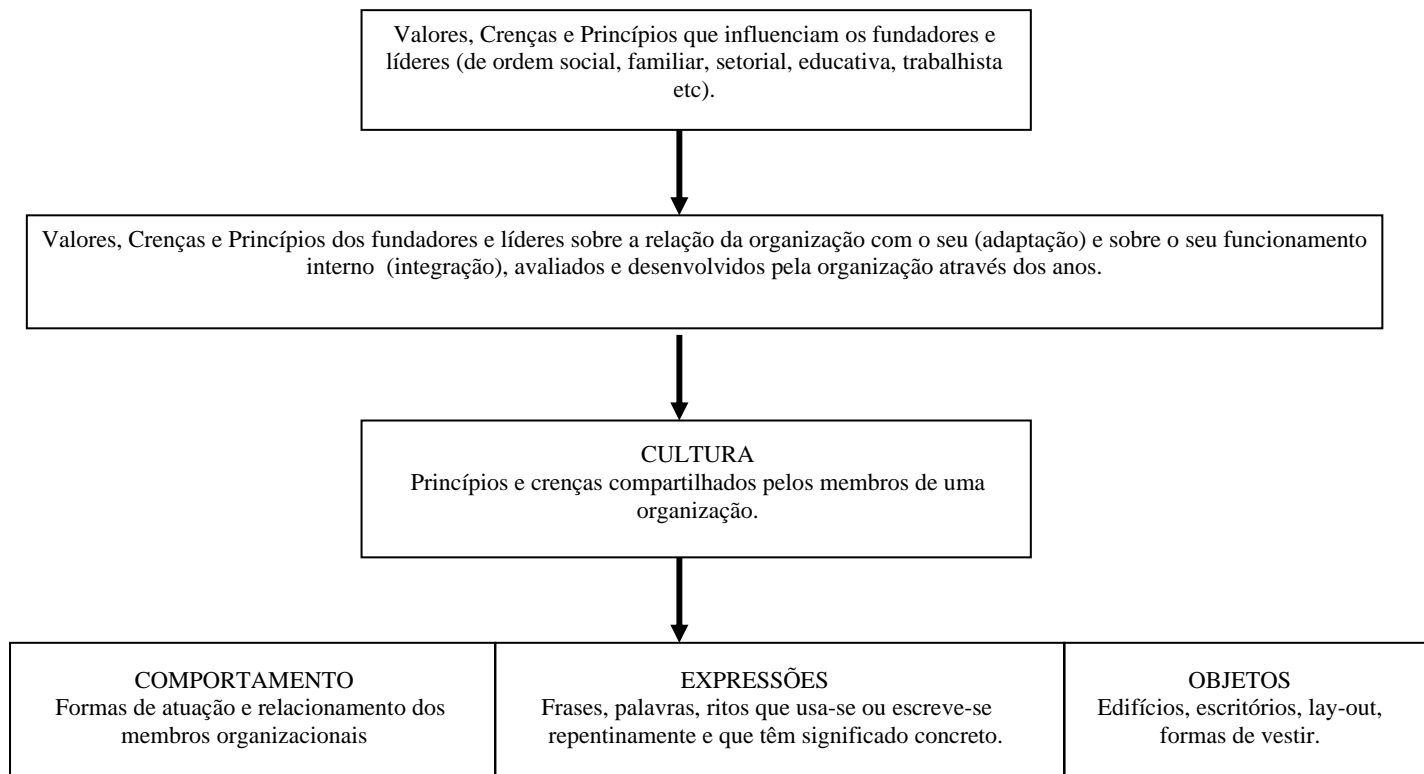 Valores, Crenças e Princípios que influenciam os fundadores e
líderes (de ordem social, familiar, setorial, educativa, trabalhista
etc).
Valores, Crenças e Princípios dos fundadores e líderes sobre a relação da organização com o seu (adaptação) e sobre o seu funcionamento
interno (integração), avaliados e desenvolvidos pela organização através dos anos.
CULTURA
Princípios e crenças compartilhados pelos membros de uma
organização.
COMPORTAMENTO
Formas de atuação e relacionamento dos
membros organizacionais
EXPRESSÕES
Frases, palavras, ritos que usa-se ou escreve-se
repentinamente e que têm significado concreto.
OBJETOS
Edifícios, escritórios, lay-out,
formas de vestir.